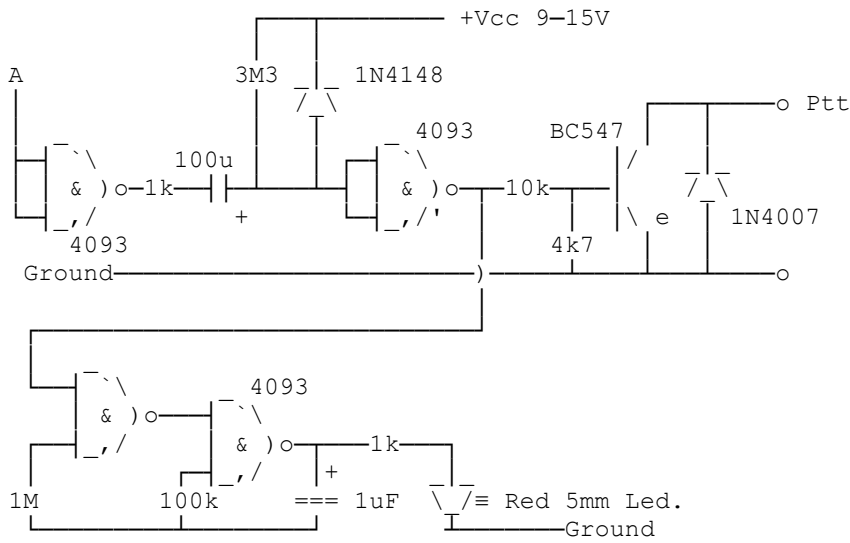 +Vcc 9-15V
A 3M3 1N4148
Ptt
4093 BC547
100u
& 1k & 10k
+ e 1N4007
4093 4k7
Ground
4093
&
& 1k
+
1M 100k 1uF Red 5mm Led.
Ground